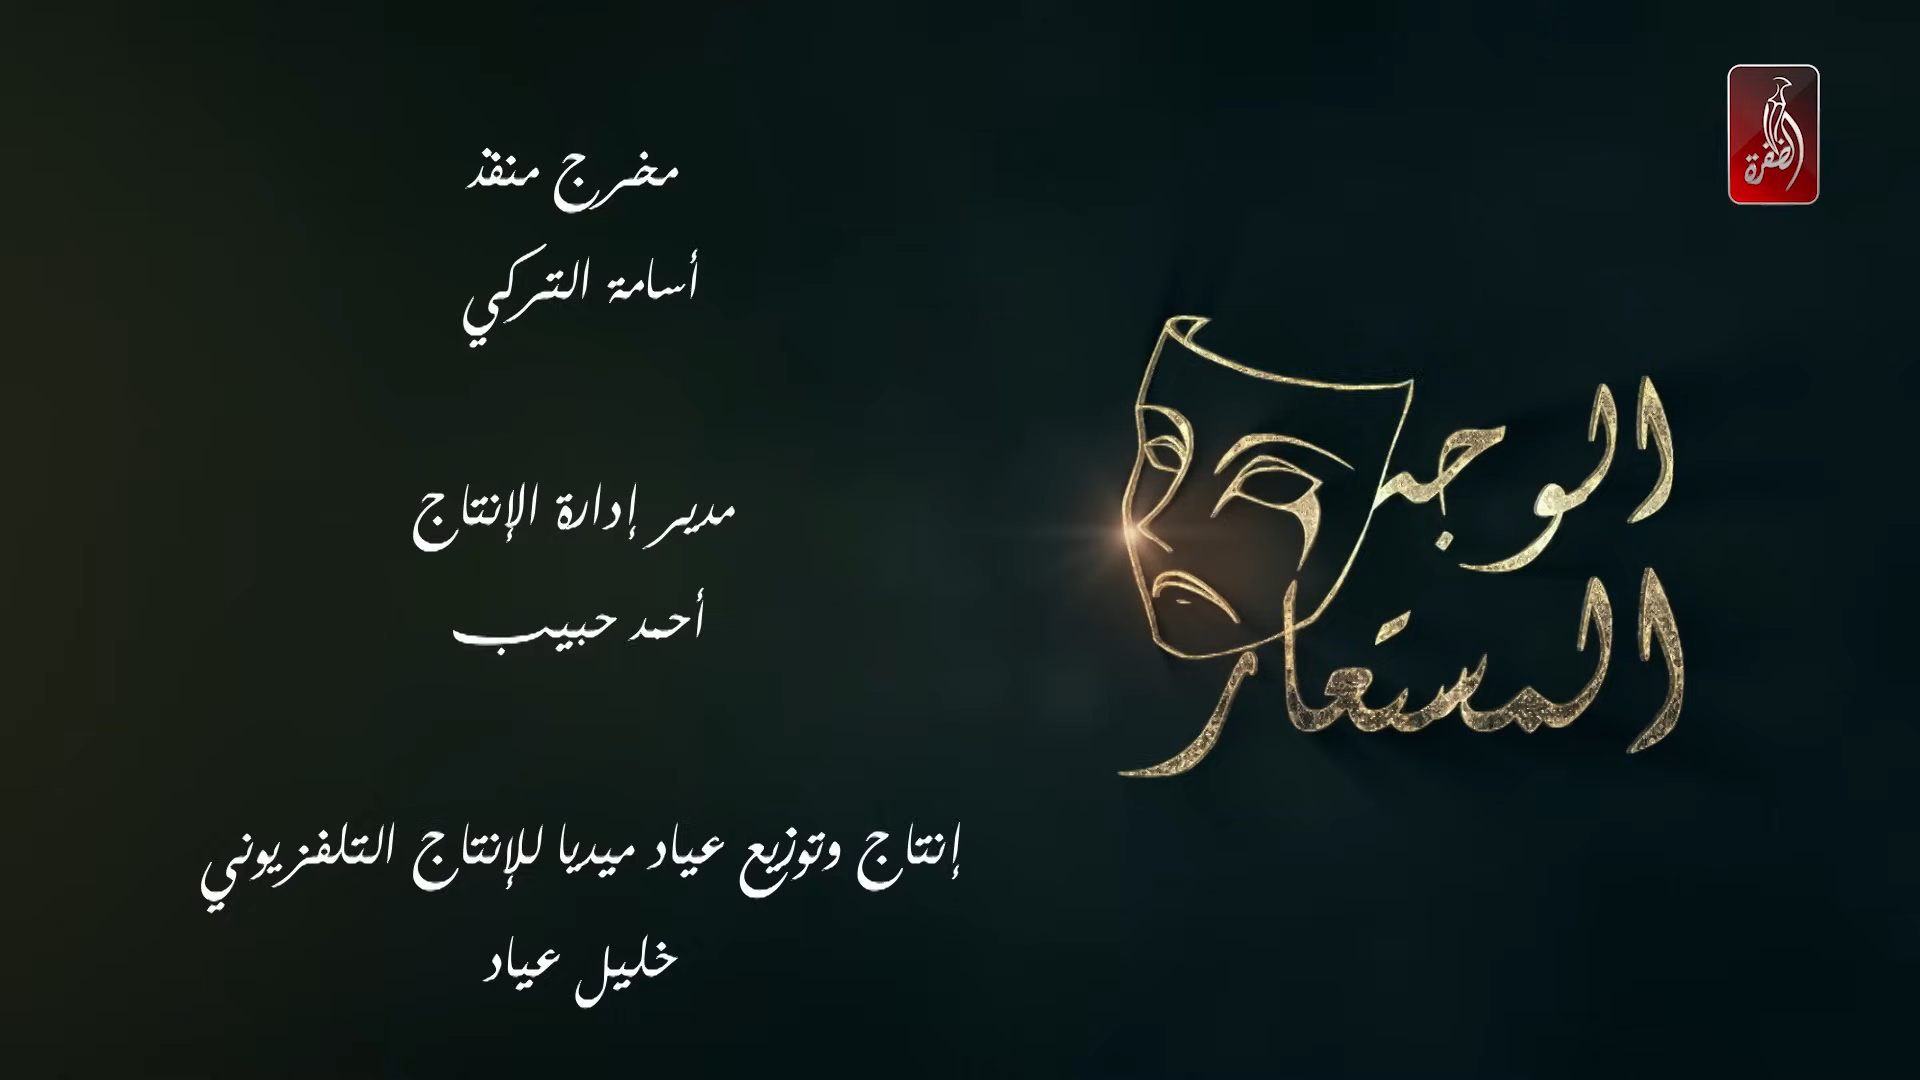 الظفرة
مخرج منفذ
أسامة التركي
مدير إدارة الإنتاج
أحمد حبيب
إنتاج وتوزيع عياد ميديا للإنتاج التلفزيوني
خليل عياد
الوجه
المستعار